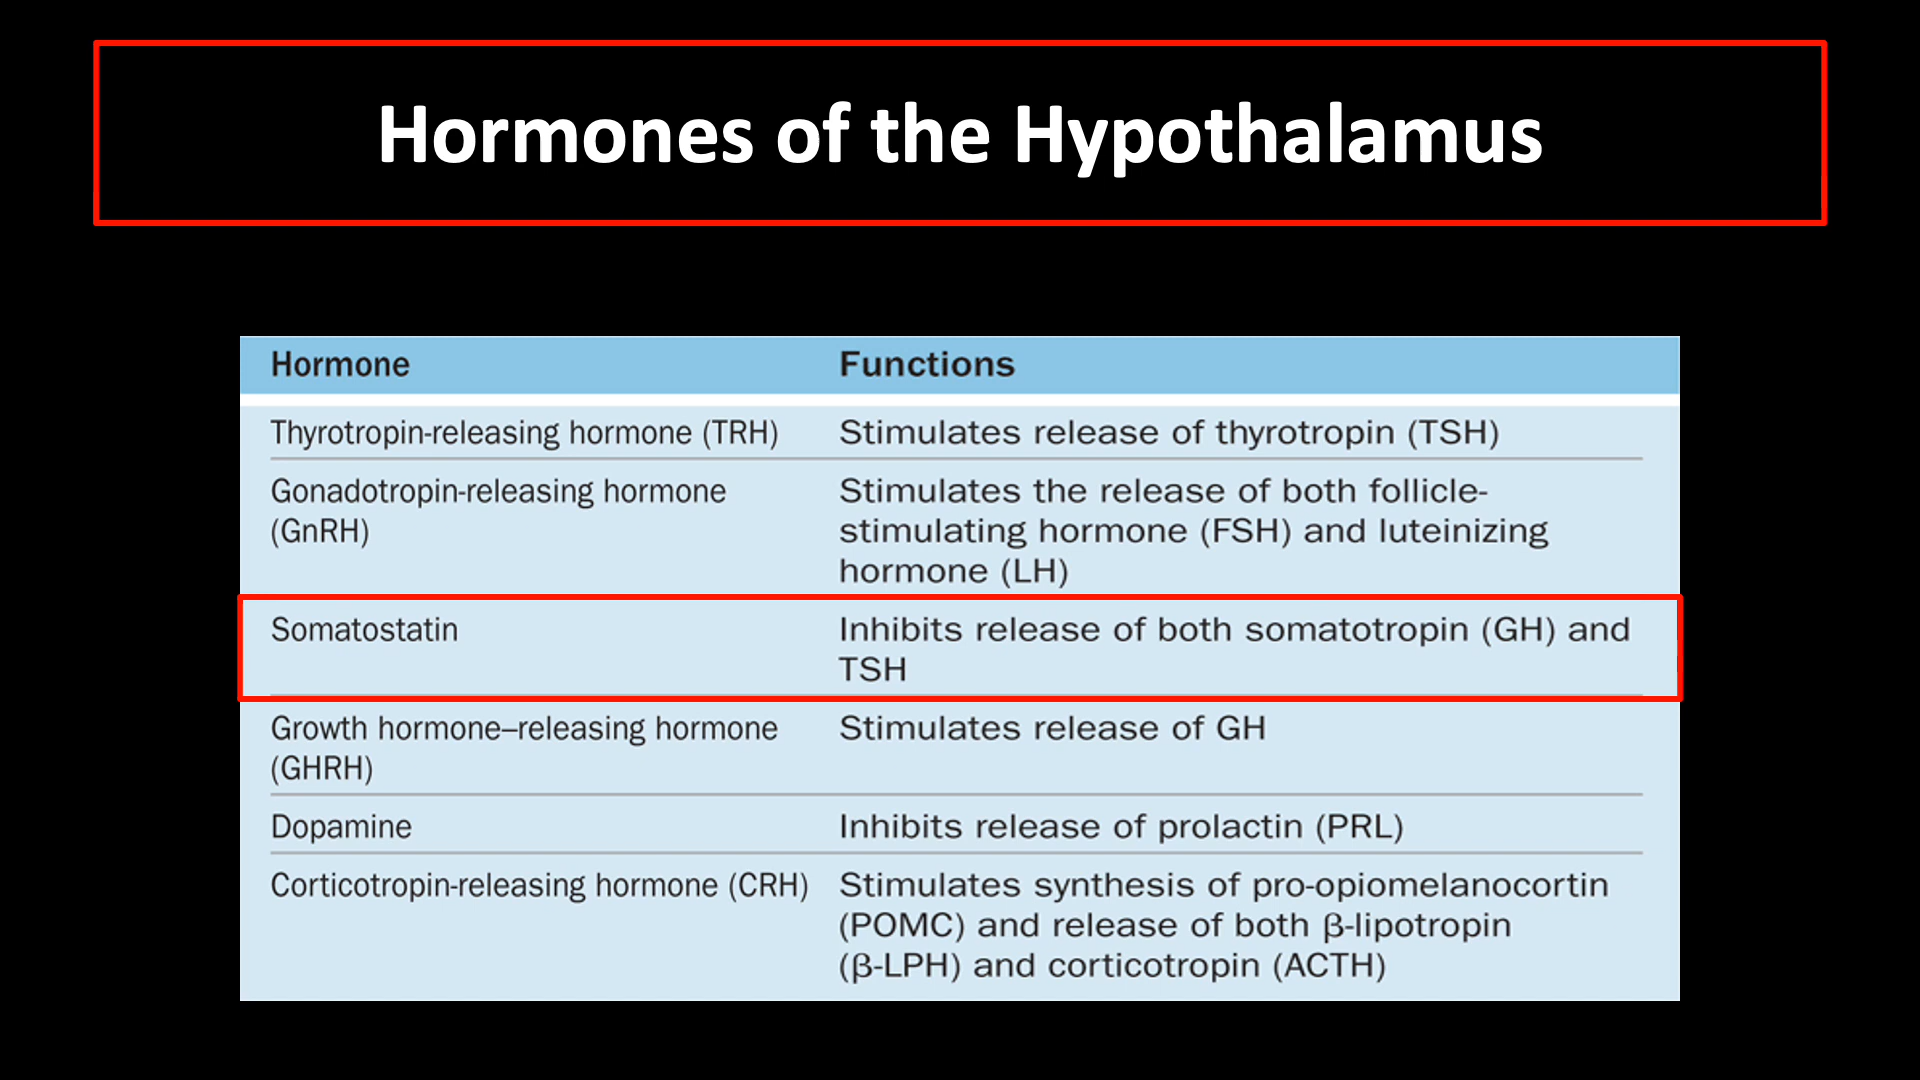 Hormones of the Hypothalamus
Hormone Functions
Thyrotropin-releasing hormone (TRH) Stimulates release of thyrotropin (TSH)
Gonadotropin-releasing hormone Stimulates the release of both follicle-
(GnRH) stimulating hormone (FSH) and luteinizing
hormone (LH)
Somatostatin Inhibits release of both somatotropin (GH) and
TSH
Growth hormone–releasing hormone Stimulates release of GH
(GHRH)
Dopamine Inhibits release of prolactin (PRL)
Corticotropin-releasing hormone (CRH) Stimulates synthesis of pro-opiomelanocortin
(POMC) and release of both β-lipotropin
(β-LPH) and corticotropin (ACTH)